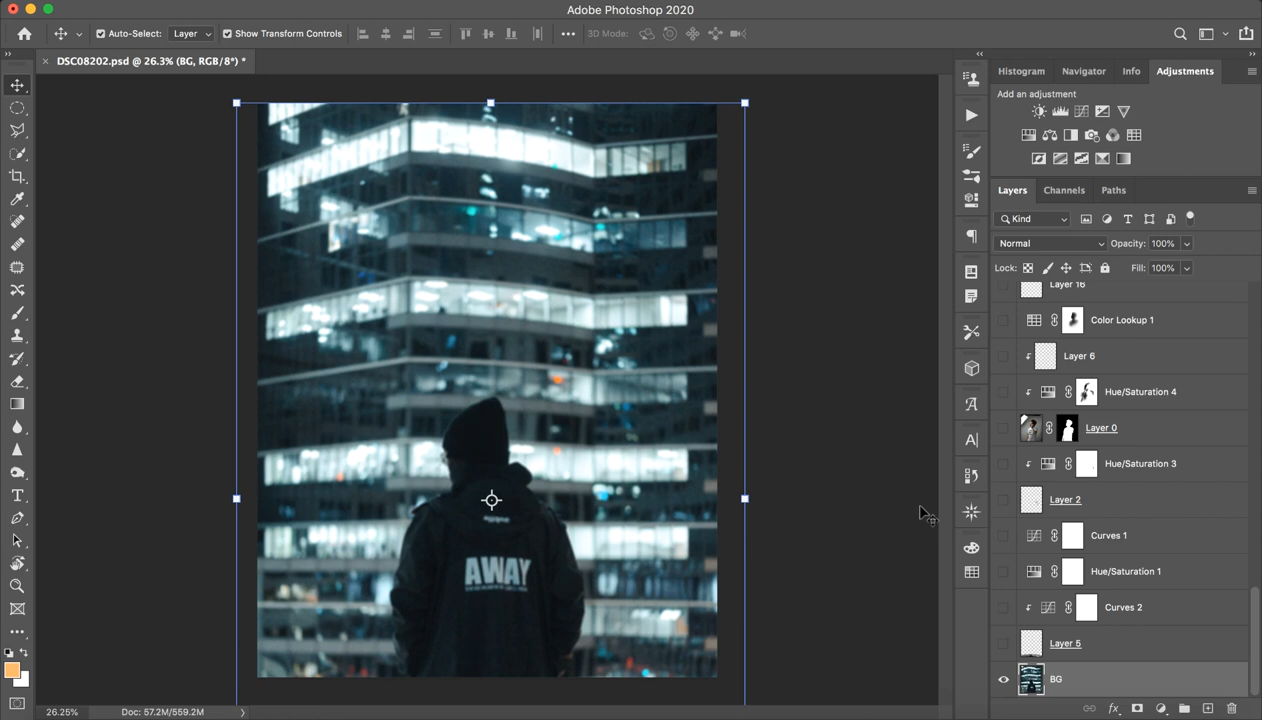 Adobe Photoshop 2020
Auto-Select:
Layer
Show Transform Controls
3D Mode:
DSC08202.psd @ 26.3% (BG, RGB/8*) *
Histogram
Navigator
Info
Adjustments
Add an adjustment
Layers
Channels
Paths
Kind
Normal
Opacity: 100%
Lock:
Fill: 100%
Layer 16
Color Lookup 1
Layer 6
Hue/Saturation 4
Layer 0
Hue/Saturation 3
Layer 2
Curves 1
Hue/Saturation 1
Curves 2
Layer 5
BG
AWAY
26.25%
Doc: 57.2M/559.2M